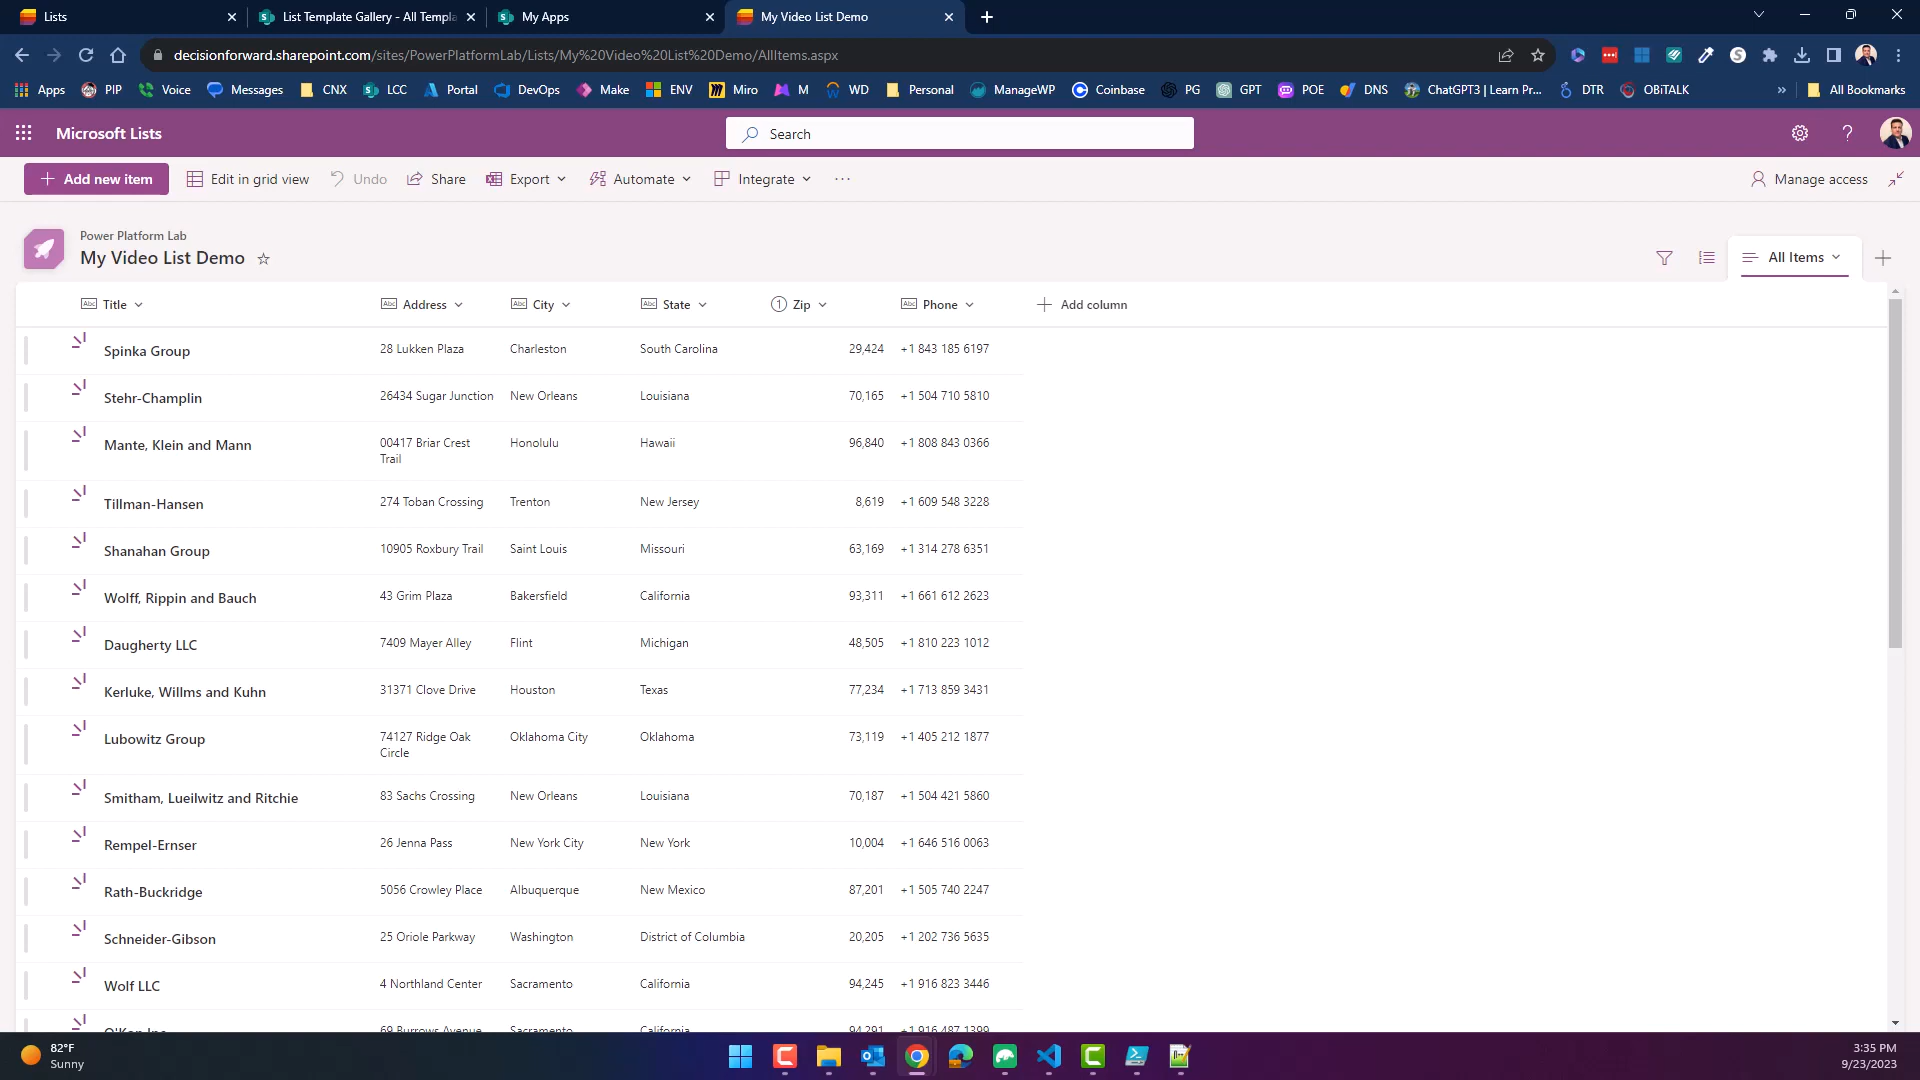 Lists
List Template Gallery - All Templa
My Apps
My Video List Demo
decisionforward.sharepoint.com/sites/PowerPlatformLab/Lists/My%20Video%20List%20Demo/AllItems.aspx
Apps PIP Voice Messages CNX LCC Portal DevOps Make ENV Miro M WD Personal ManageWP Coinbase PG GPT POE DNS ChatGPT3 | Learn Pr... DTR OBiTALK » All Bookmarks
Microsoft Lists
Search
Add new item Edit in grid view Undo Share Export Automate Integrate ... Manage access
Power Platform Lab
My Video List Demo
All Items
Title Address City State Zip Phone Add column
Spinka Group 28 Lukken Plaza Charleston South Carolina 29,424 +1 843 185 6197
Stehr-Champlin 26434 Sugar Junction New Orleans Louisiana 70,165 +1 504 710 5810
Mante, Klein and Mann 00417 Briar Crest Honolulu Hawaii 96,840 +1 808 843 0366
Trail
Tillman-Hansen 274 Toban Crossing Trenton New Jersey 8,619 +1 609 548 3228
Shanahan Group 10905 Roxbury Trail Saint Louis Missouri 63,169 +1 314 278 6351
Wolff, Rippin and Bauch 43 Grim Plaza Bakersfield California 93,311 +1 661 612 2623
Daugherty LLC 7409 Mayer Alley Flint Michigan 48,505 +1 810 223 1012
Kerluke, Willms and Kuhn 31371 Clove Drive Houston Texas 77,234 +1 713 859 3431
Lubowitz Group 74127 Ridge Oak Oklahoma City Oklahoma 73,119 +1 405 212 1877
Circle
Smitham, Lueilwitz and Ritchie 83 Sachs Crossing New Orleans Louisiana 70,187 +1 504 421 5860
Rempel-Ernser 26 Jenna Pass New York City New York 10,004 +1 646 516 0063
Rath-Buckridge 5056 Crowley Place Albuquerque New Mexico 87,201 +1 505 740 2247
Schneider-Gibson 25 Oriole Parkway Washington District of Columbia 20,205 +1 202 736 5635
Wolf LLC 4 Northland Center Sacramento California 94,245 +1 916 823 3446
69 Burrows Avenue Sacramento California 94,291 +1 916 487 1399
82°F
Sunny
3:35 PM
9/23/2023